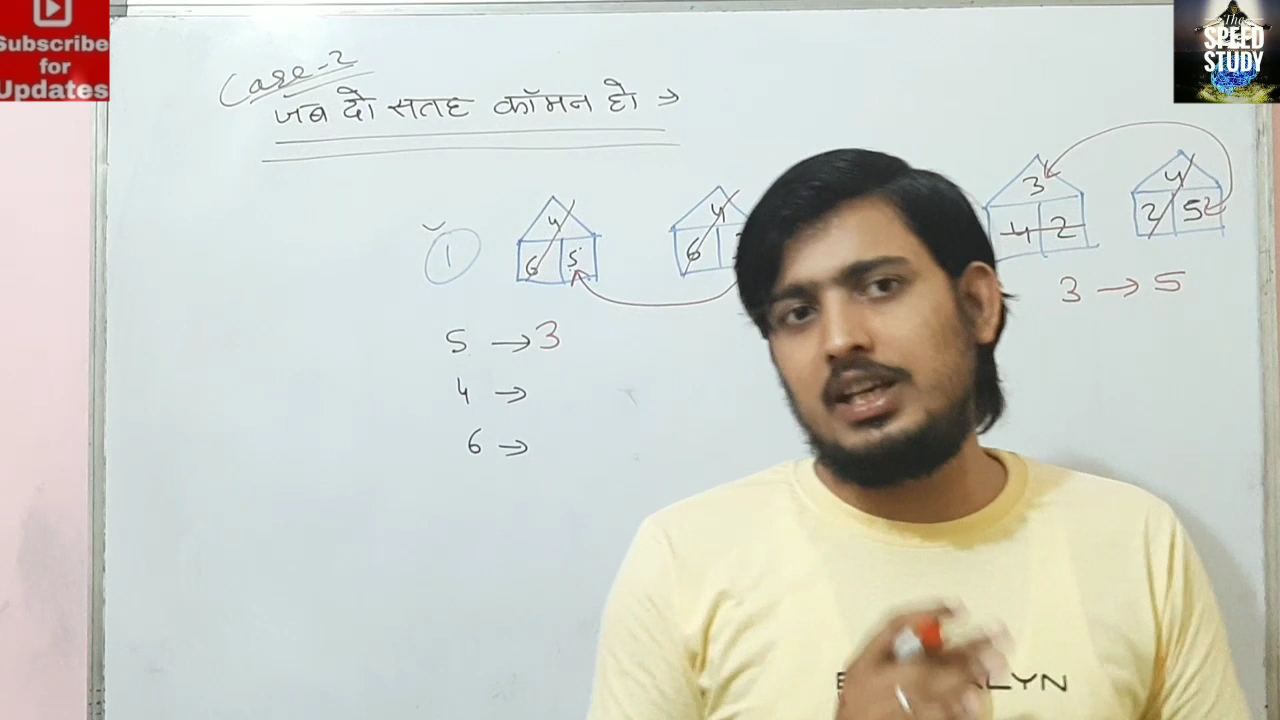 Subscribe
for
Updates
The
SPEED
STUDY
Case-2
जब दो सतह कॉमन हो →
1
4
6 5
4
6
3
4 2
4
2 5
3 → 5
5 → 3
4 →
6 →
LYN